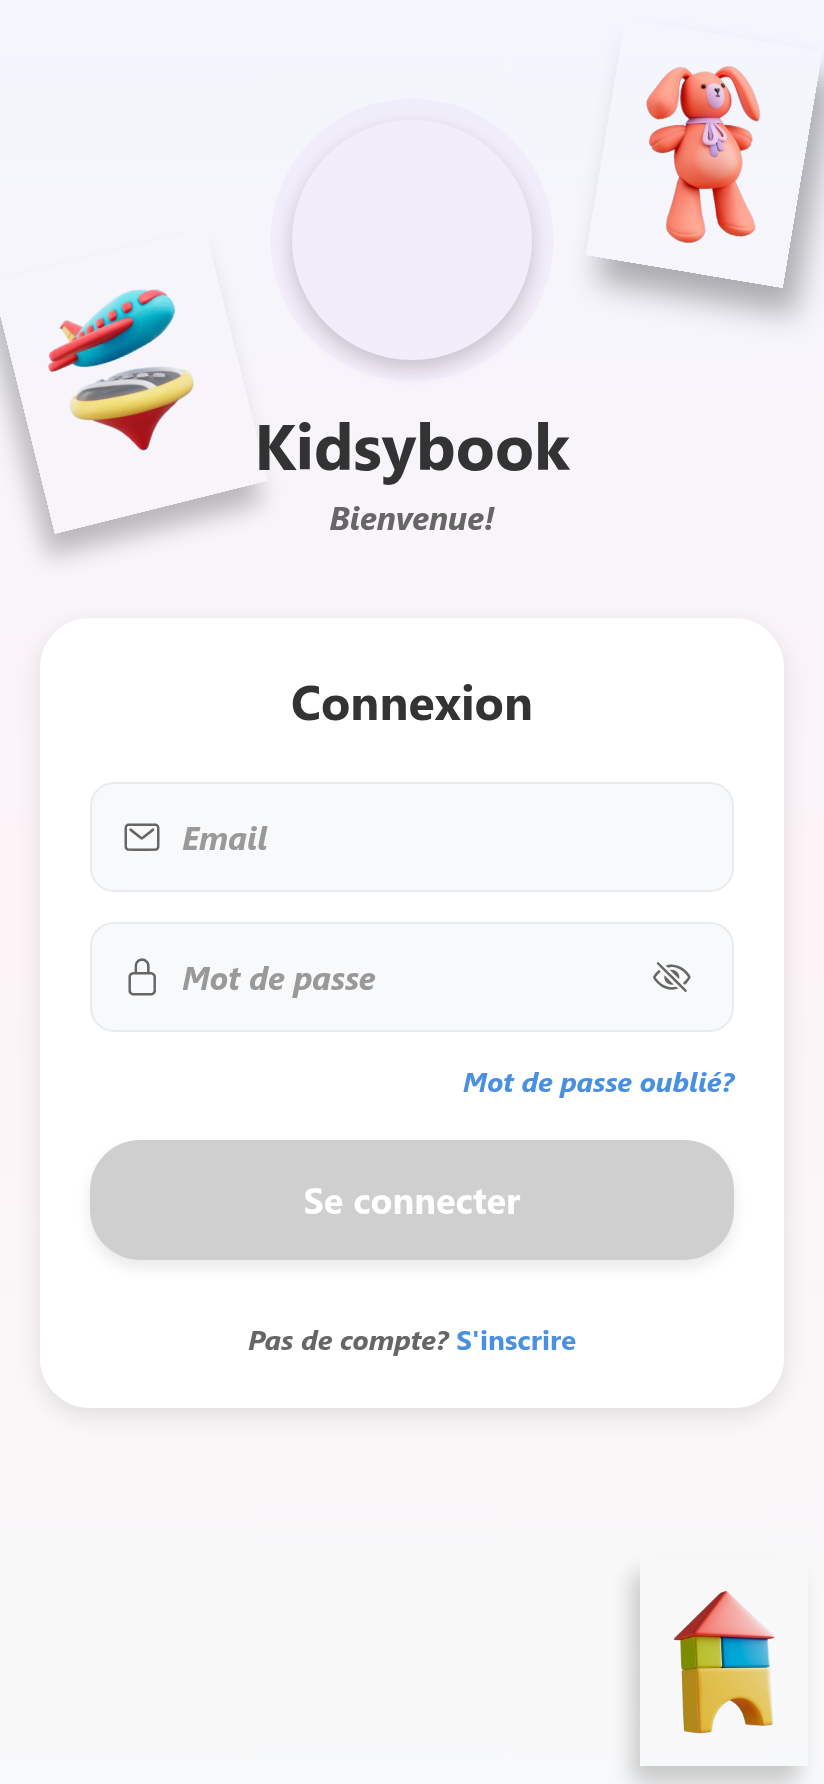 Kidsybook
Bienvenue!
Connexion
Email
Mot de passe
Mot de passe oublié?
Se connecter
Pas de compte? S'inscrire